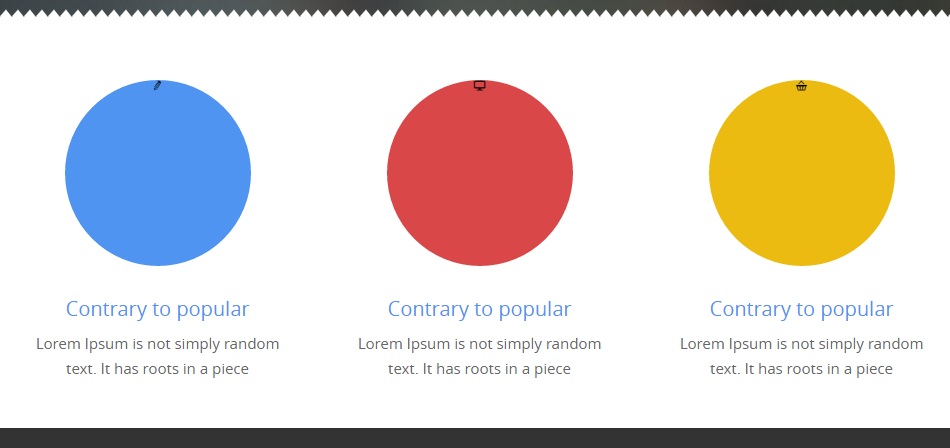 Contrary to popular
Lorem Ipsum is not simply random
text. It has roots in a piece
Contrary to popular
Lorem Ipsum is not simply random
text. It has roots in a piece
Contrary to popular
Lorem Ipsum is not simply random
text. It has roots in a piece